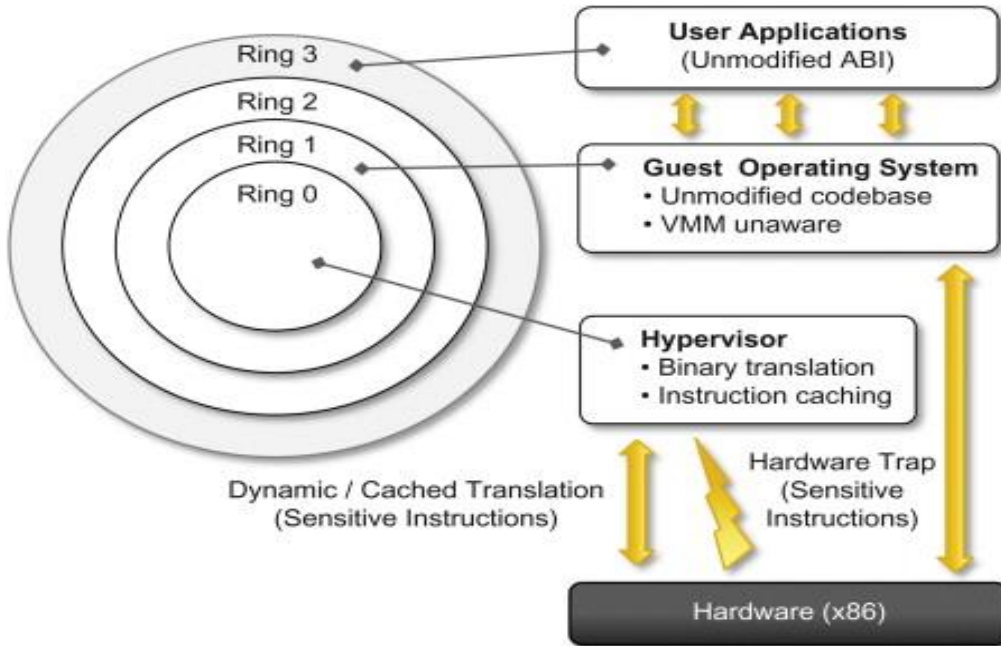 Ring 3
Ring 2
Ring 1
Ring 0
User Applications
(Unmodified ABI)
Guest Operating System
• Unmodified codebase
• VMM unaware
Hypervisor
• Binary translation
• Instruction caching
Dynamic / Cached Translation
(Sensitive Instructions)
Hardware Trap
(Sensitive
Instructions)
Hardware (x86)